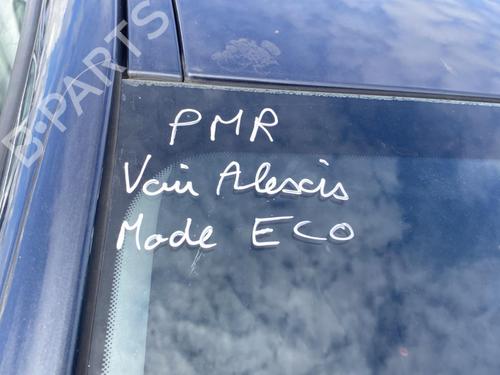 B-PARTS
PMR
Voir Alexis
Mode ECO